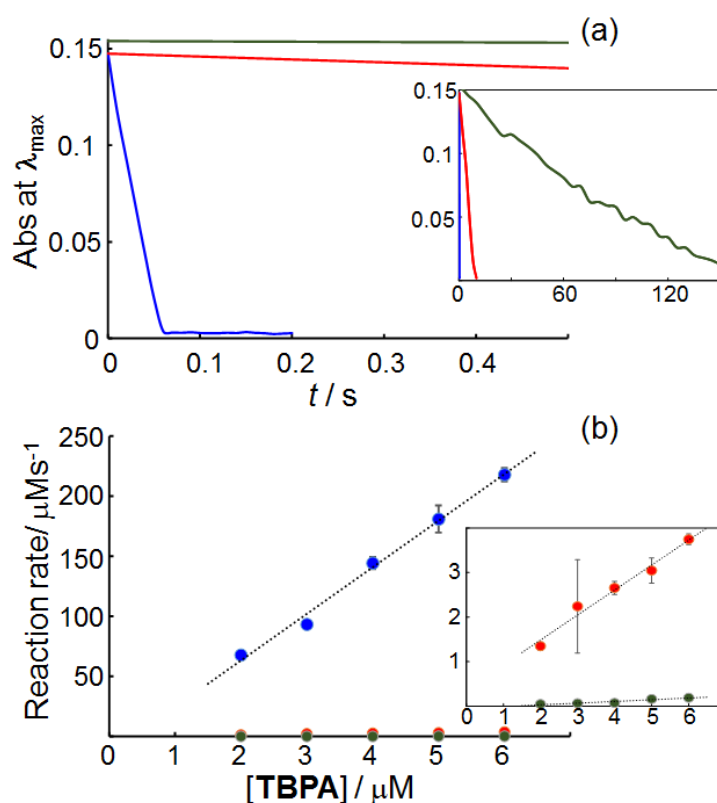 (a)
Abs at λmax
0.15
0.1
0.05
0
0 0.1 0.2 0.3 0.4
t / s
0.15
0.1
0.05
0 60 120
(b)
Reaction rate/ μMs-1
250
200
150
100
50
0 1 2 3 4 5 6
[TBPA] / μM
3
2
1
0 1 2 3 4 5 6